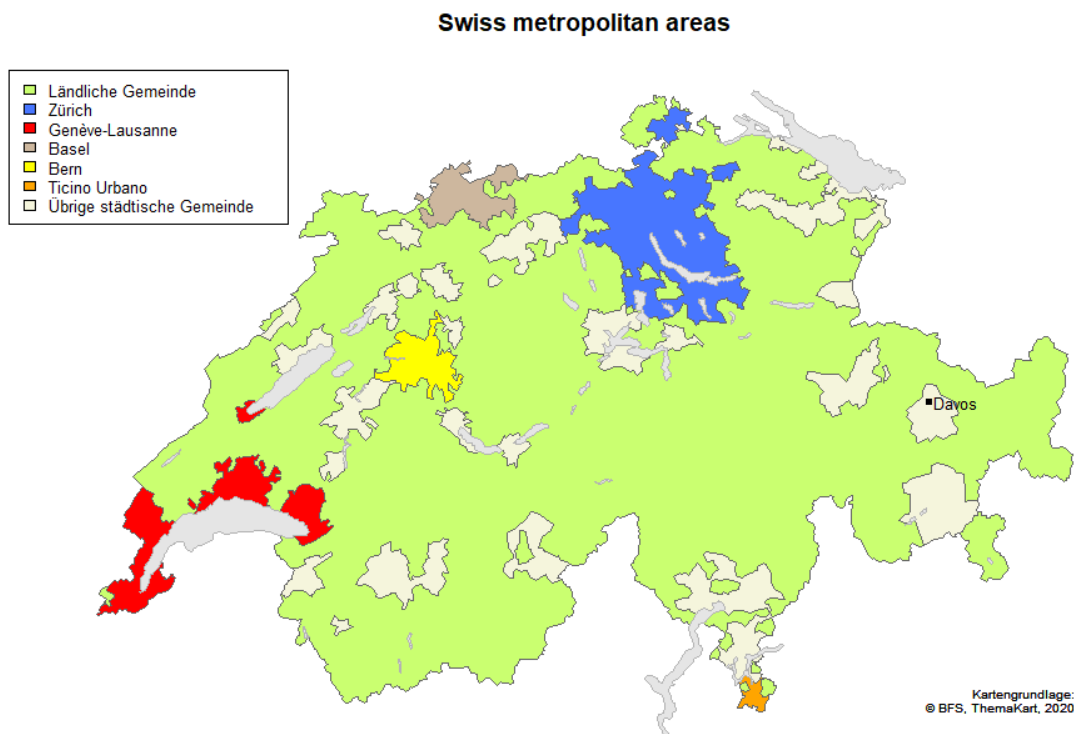 Swiss metropolitan areas
Ländliche Gemeinde
Zürich
Genève-Lausanne
Basel
Bern
Ticino Urbano
Übrige städtische Gemeinde
Davos
Kartengrundlage:
© BFS, ThemaKart, 2020